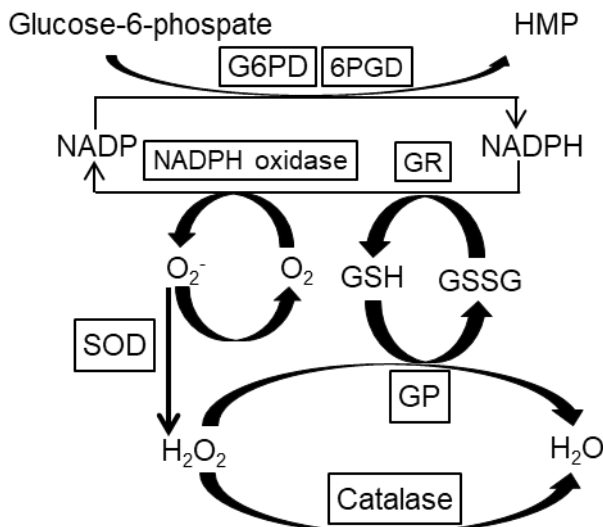 Glucose-6-phospate HMP
G6PD 6PGD
NADP NADPH oxidase GR NADPH
O₂⁻ O₂ GSH GSSG
SOD
GP
H₂O₂ H₂O
Catalase